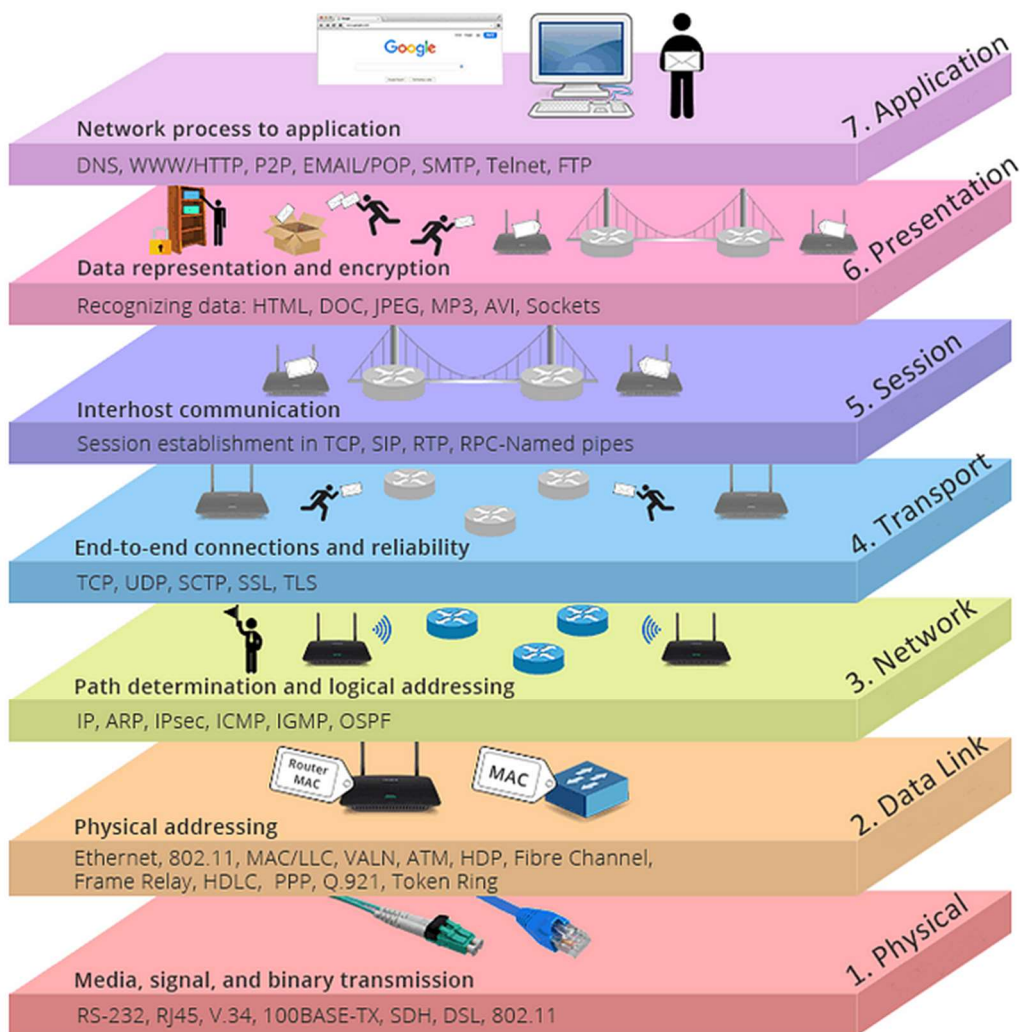 Google
7. Application
Network process to application
DNS, WWW/HTTP, P2P, EMAIL/POP, SMTP, Telnet, FTP
6. Presentation
Data representation and encryption
Recognizing data: HTML, DOC, JPEG, MP3, AVI, Sockets
5. Session
Interhost communication
Session establishment in TCP, SIP, RTP, RPC-Named pipes
4. Transport
End-to-end connections and reliability
TCP, UDP, SCTP, SSL, TLS
3. Network
Path determination and logical addressing
IP, ARP, IPsec, ICMP, IGMP, OSPF
2. Data Link
Router
MAC
MAC
Physical addressing
Ethernet, 802.11, MAC/LLC, VALN, ATM, HDP, Fibre Channel,
Frame Relay, HDLC, PPP, Q.921, Token Ring
1. Physical
Media, signal, and binary transmission
RS-232, RJ45, V.34, 100BASE-TX, SDH, DSL, 802.11